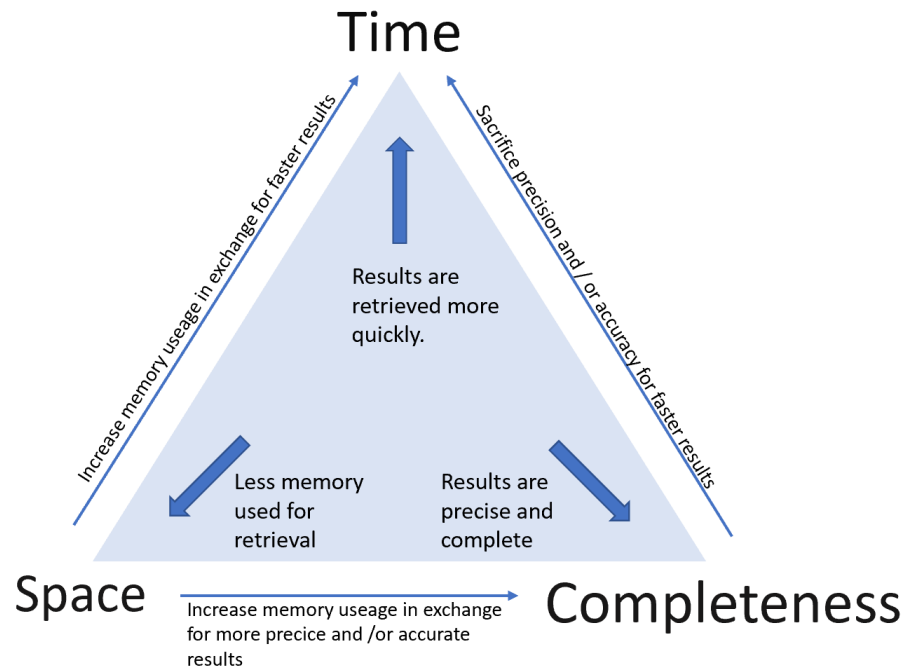 Time
Increase memory useage in exchange for faster results
Sacrifice precision and / or accuracy for faster results
Results are
retrieved more
quickly.
Less memory
used for
retrieval
Results are
precise and
complete
Space
Completeness
Increase memory useage in exchange
for more precice and /or accurate
results